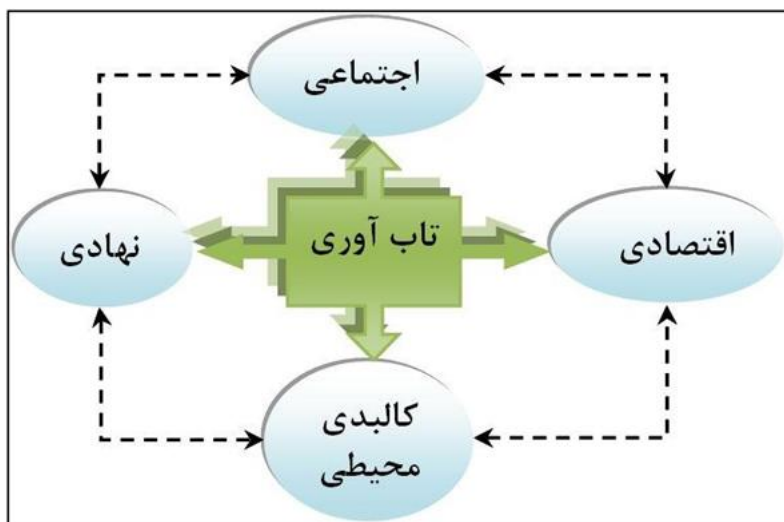 اجتماعی
تاب آوری
اقتصادی
نهادی
کالبدی
محیطی